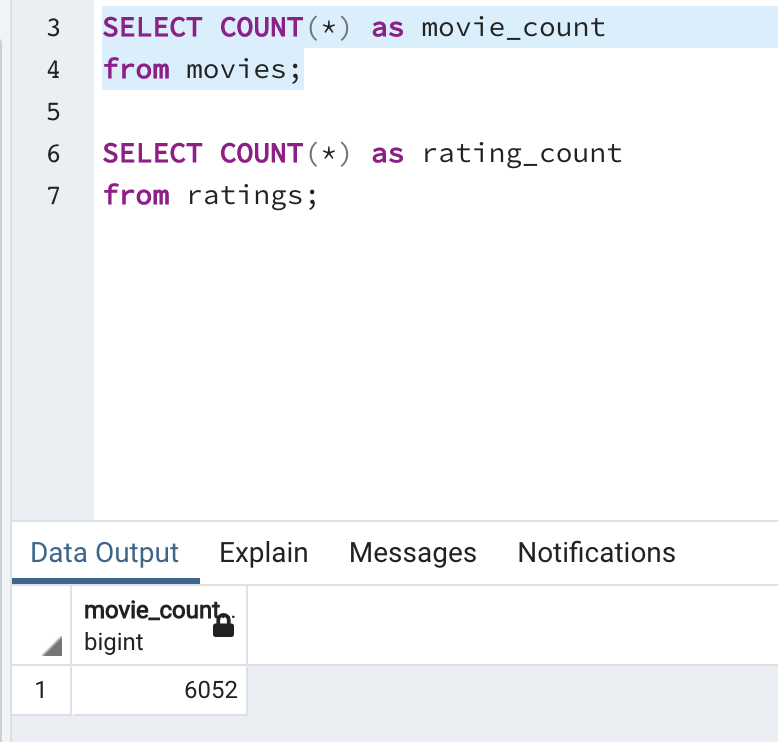 3 SELECT COUNT(*) as movie_count
4 from movies;
5
6 SELECT COUNT(*) as rating_count
7 from ratings;
Data Output Explain Messages Notifications
movie_count
bigint
1 6052